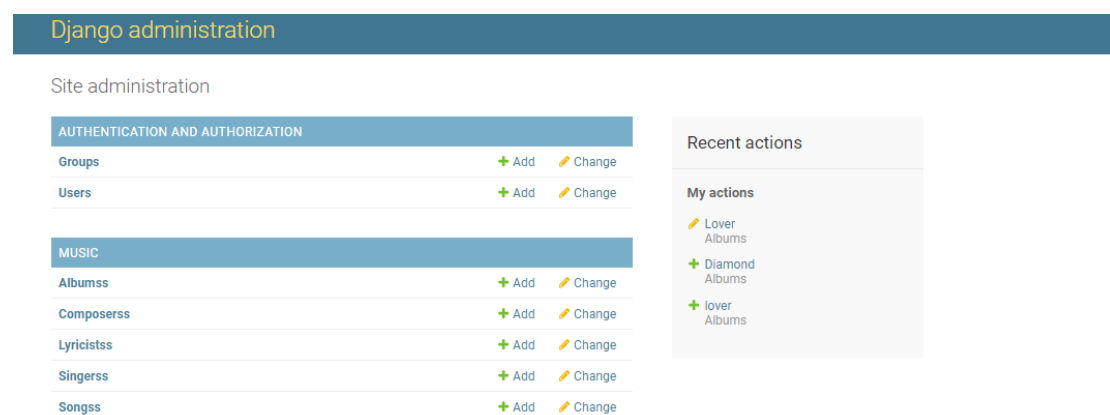 Django administration
Site administration
AUTHENTICATION AND AUTHORIZATION
Groups Add Change
Users Add Change
MUSIC
Albumss Add Change
Composerss Add Change
Lyricistss Add Change
Singerss Add Change
Songss Add Change
Recent actions
My actions
Lover
Albums
Diamond
Albums
lover
Albums